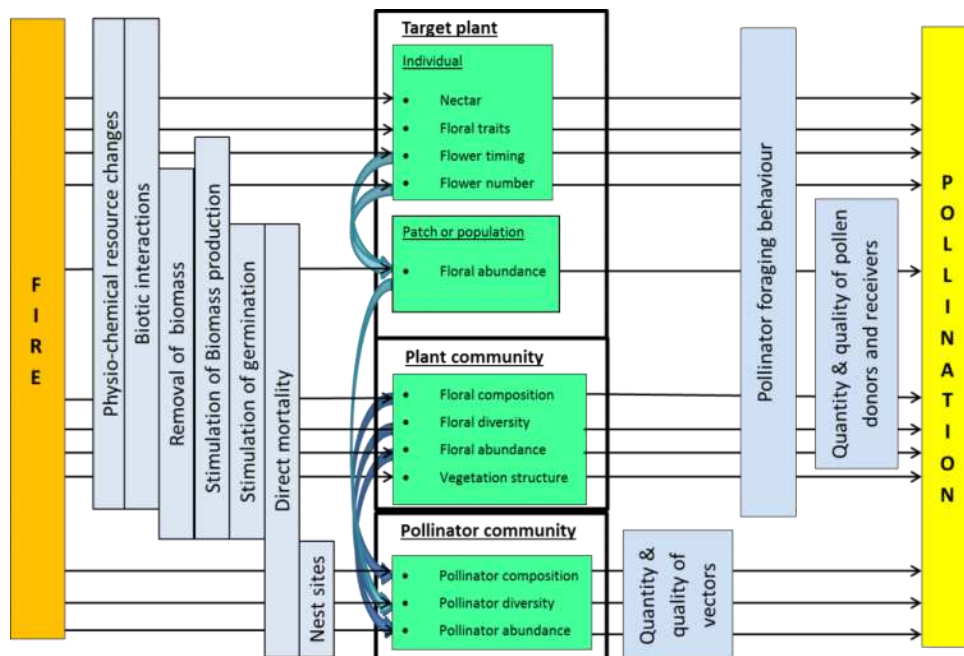 FIRE
Physio-chemical resource changes
Biotic interactions
Removal of biomass
Stimulation of Biomass production
Stimulation of germination
Direct mortality
Nest sites
Target plant
Individual
• Nectar
• Floral traits
• Flower timing
• Flower number
Patch or population
• Floral abundance
Plant community
• Floral composition
• Floral diversity
• Floral abundance
• Vegetation structure
Pollinator community
• Pollinator composition
• Pollinator diversity
• Pollinator abundance
Quantity &
quality of
vectors
Pollinator foraging behaviour
Quantity & quality of pollen
donors and receivers
POLLINATION